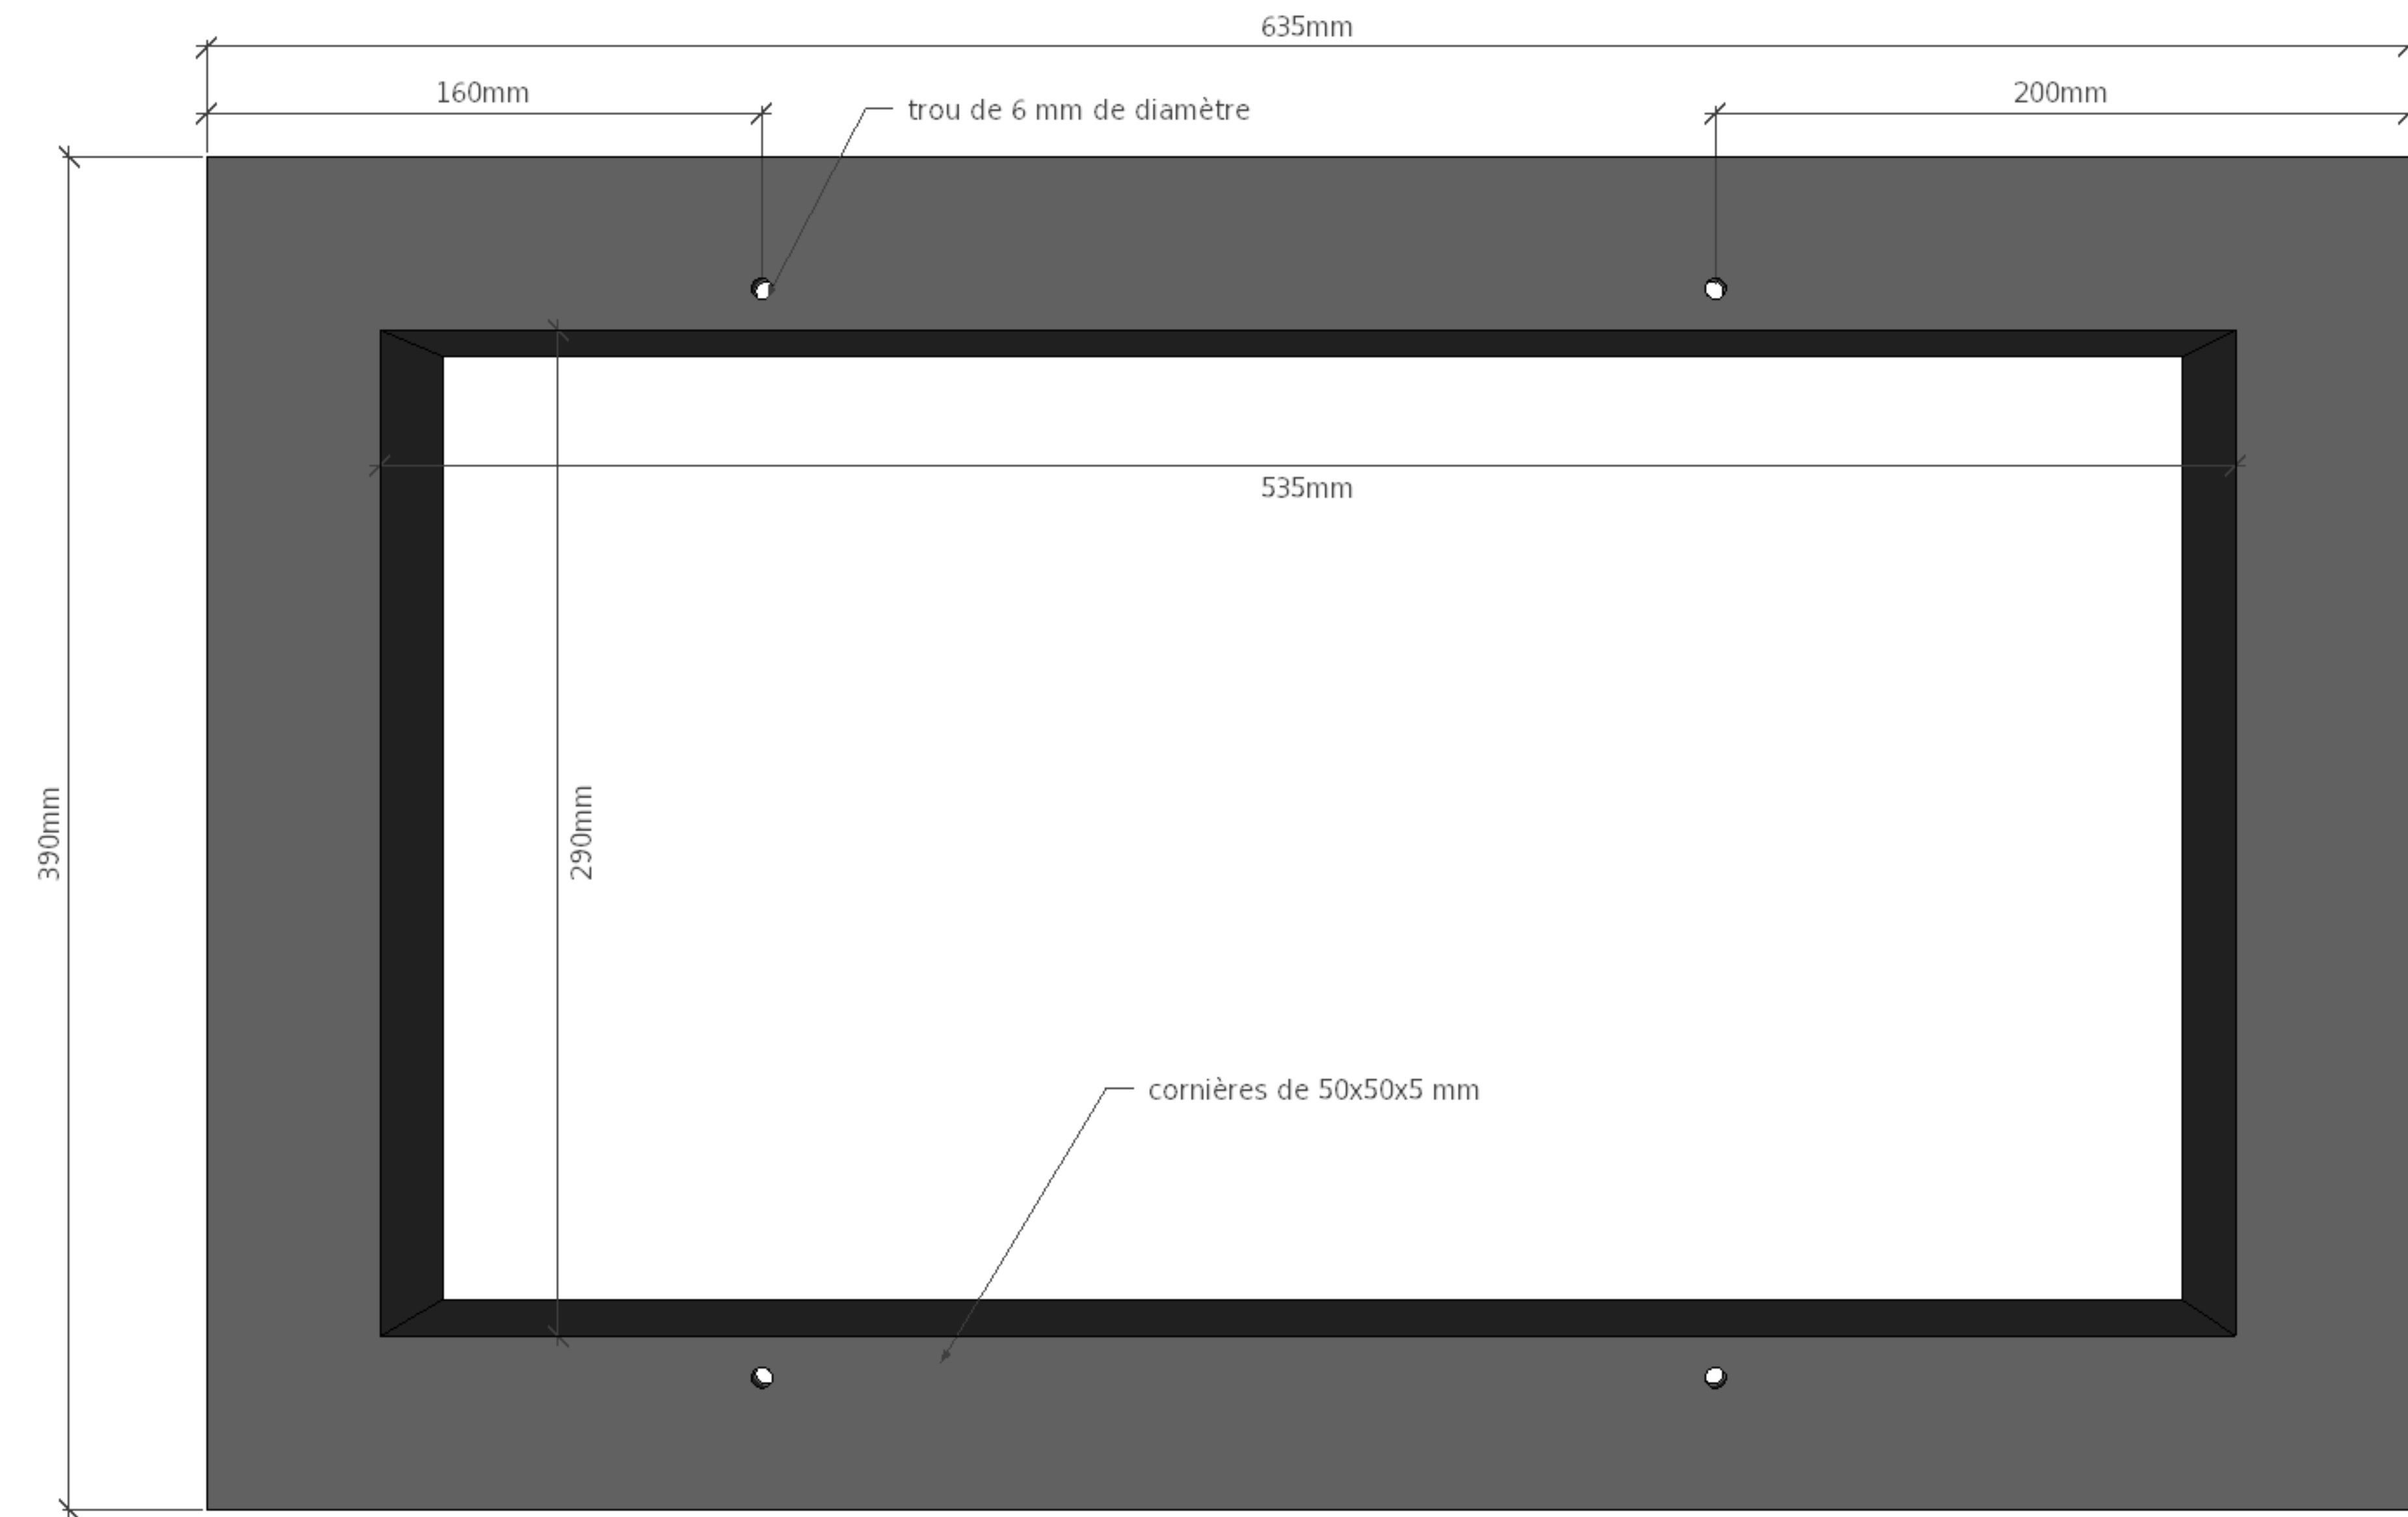 635mm
160mm
trou de 6 mm de diamètre
200mm
535mm
390mm
290mm
cornières de 50x50x5 mm